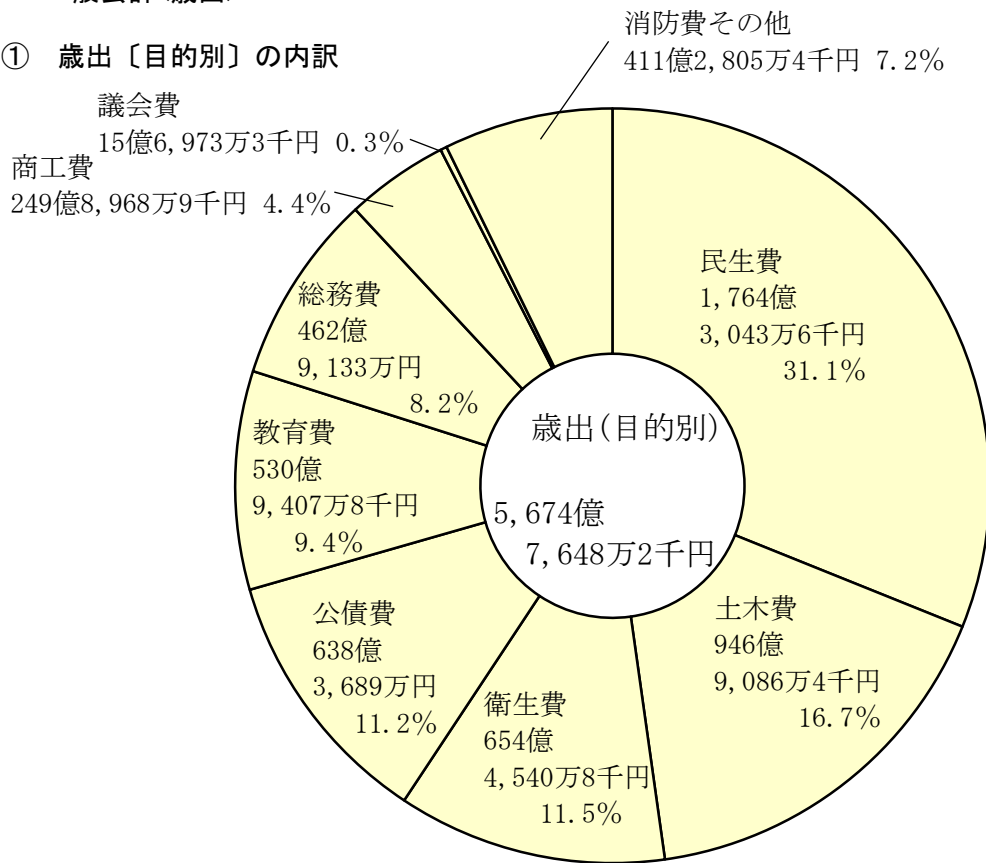 ① 歳出〔目的別〕の内訳
消防費その他
411億2,805万4千円 7.2%
議会費
15億6,973万3千円 0.3%
商工費
249億8,968万9千円 4.4%
民生費
1,764億
3,043万6千円
31.1%
総務費
462億
9,133万円
8.2%
教育費
530億
9,407万8千円
9.4%
歳出(目的別)
5,674億
7,648万2千円
公債費
638億
3,689万円
11.2%
土木費
946億
9,086万4千円
16.7%
衛生費
654億
4,540万8千円
11.5%